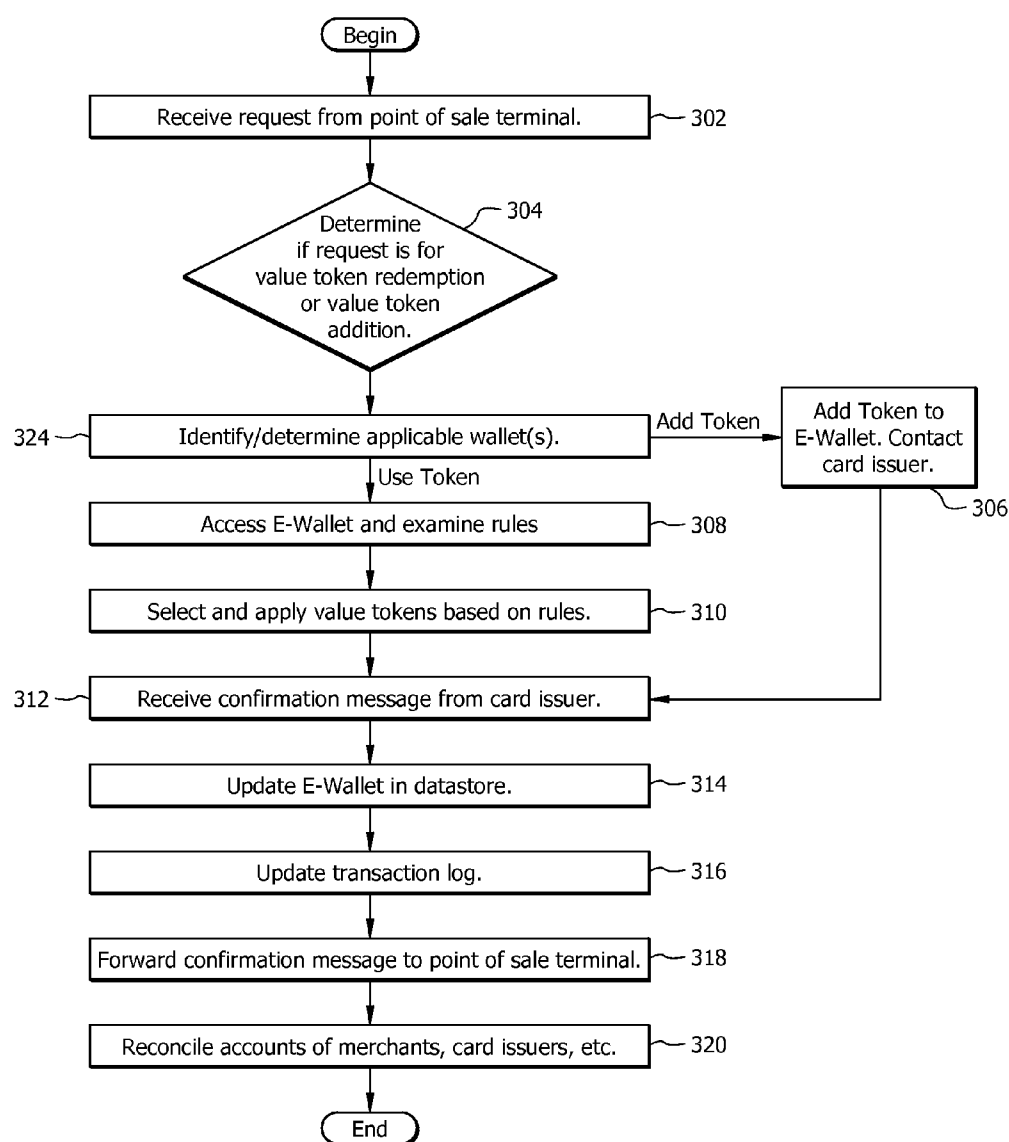 Begin
Receive request from point of sale terminal.
302
Determine
if request is for
value token redemption
or value token
addition.
304
324
Identify/determine applicable wallet(s).
Add Token
Add Token to
E-Wallet. Contact
card issuer.
306
Use Token
Access E-Wallet and examine rules
308
Select and apply value tokens based on rules.
310
312
Receive confirmation message from card issuer.
Update E-Wallet in datastore.
314
Update transaction log.
316
Forward confirmation message to point of sale terminal.
318
Reconcile accounts of merchants, card issuers, etc.
320
End